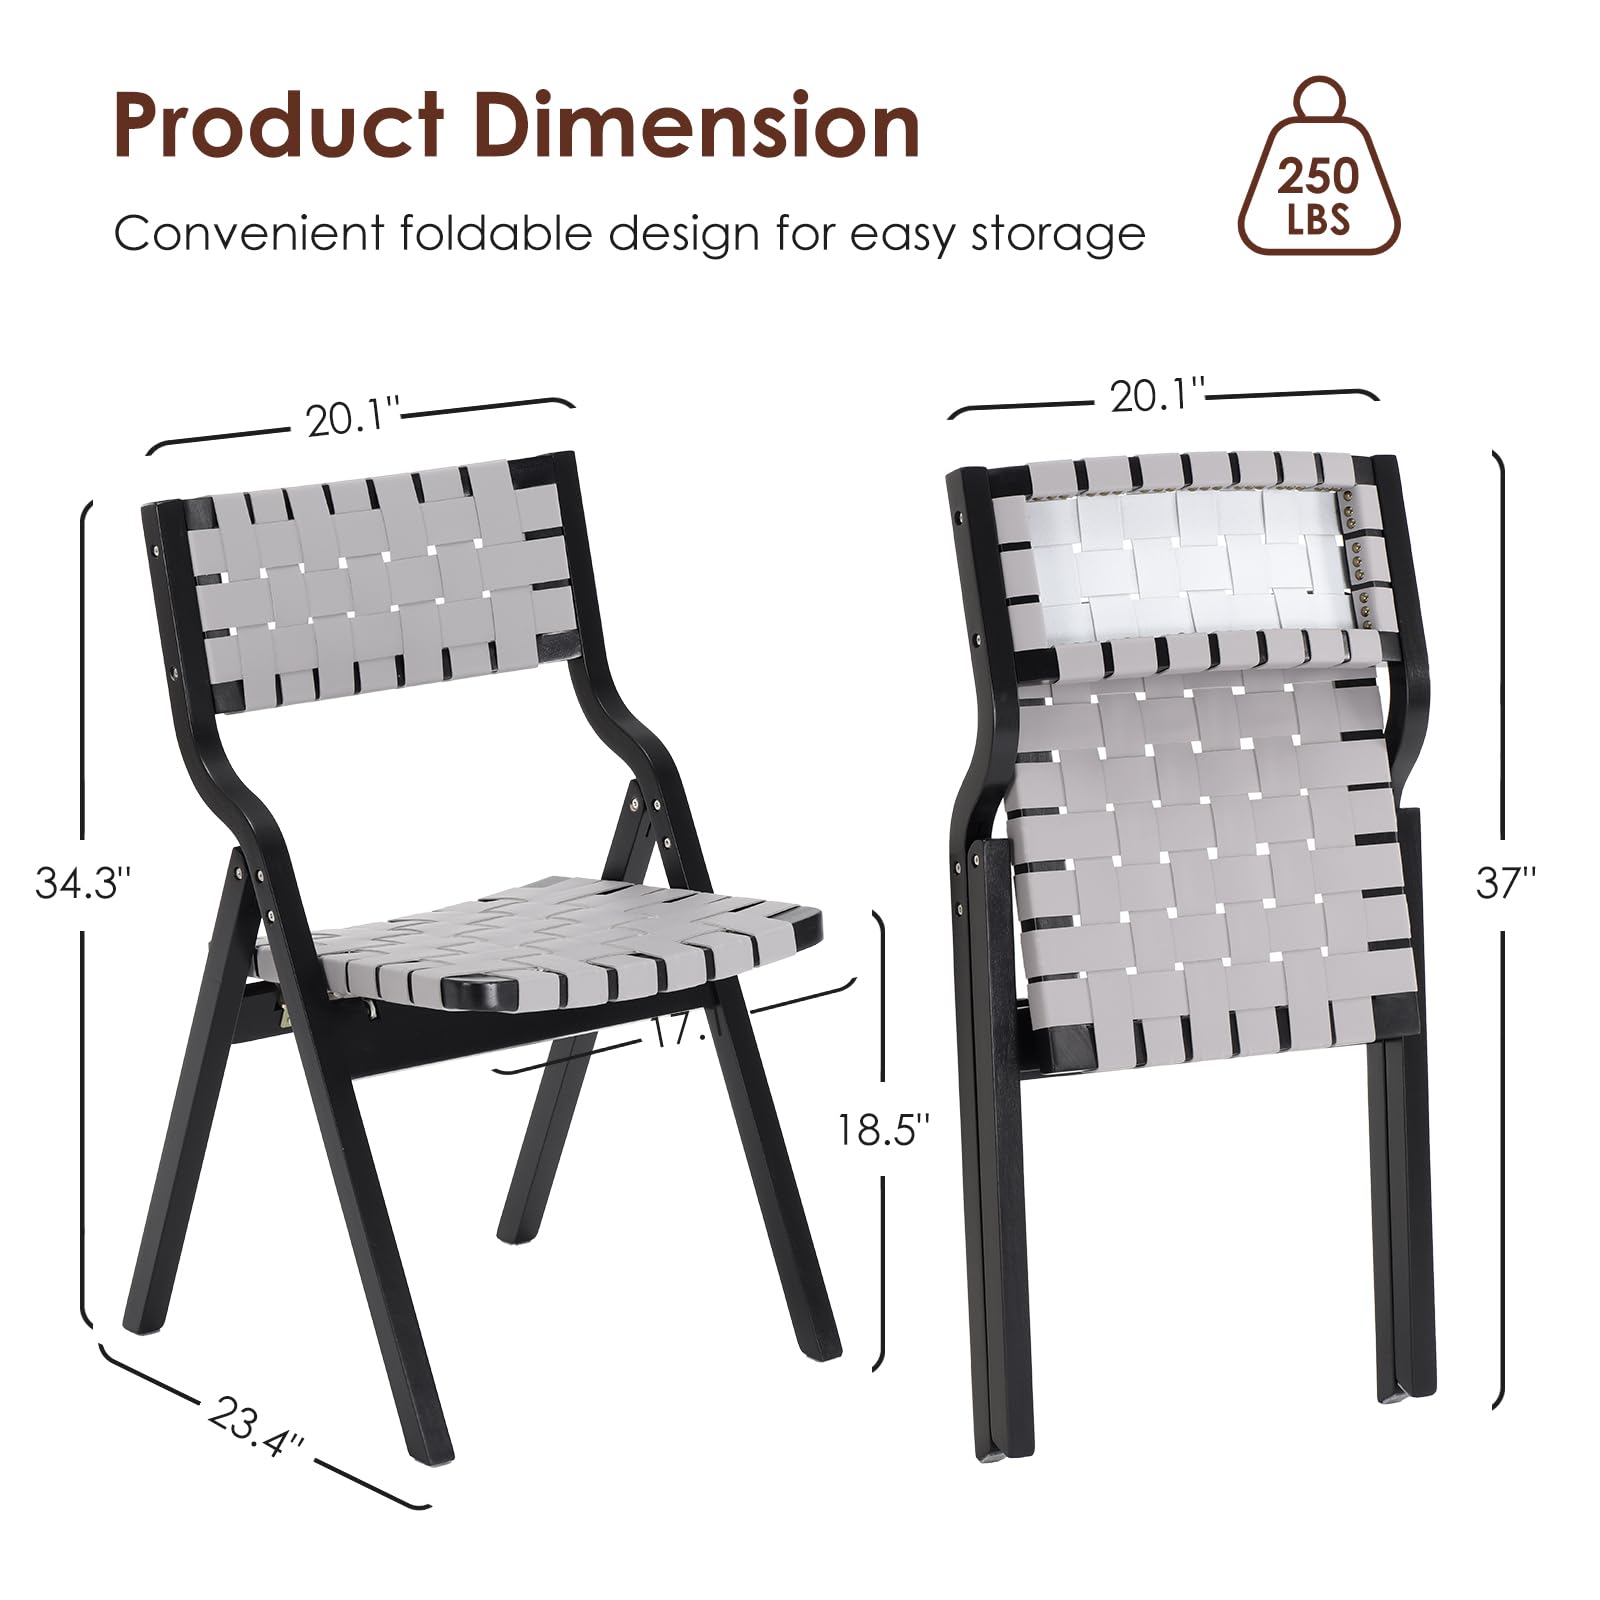 Product Dimension
Convenient foldable design for easy storage
250
LBS
20.1"
20.1"
34.3"
37"
18.5"
23.4"